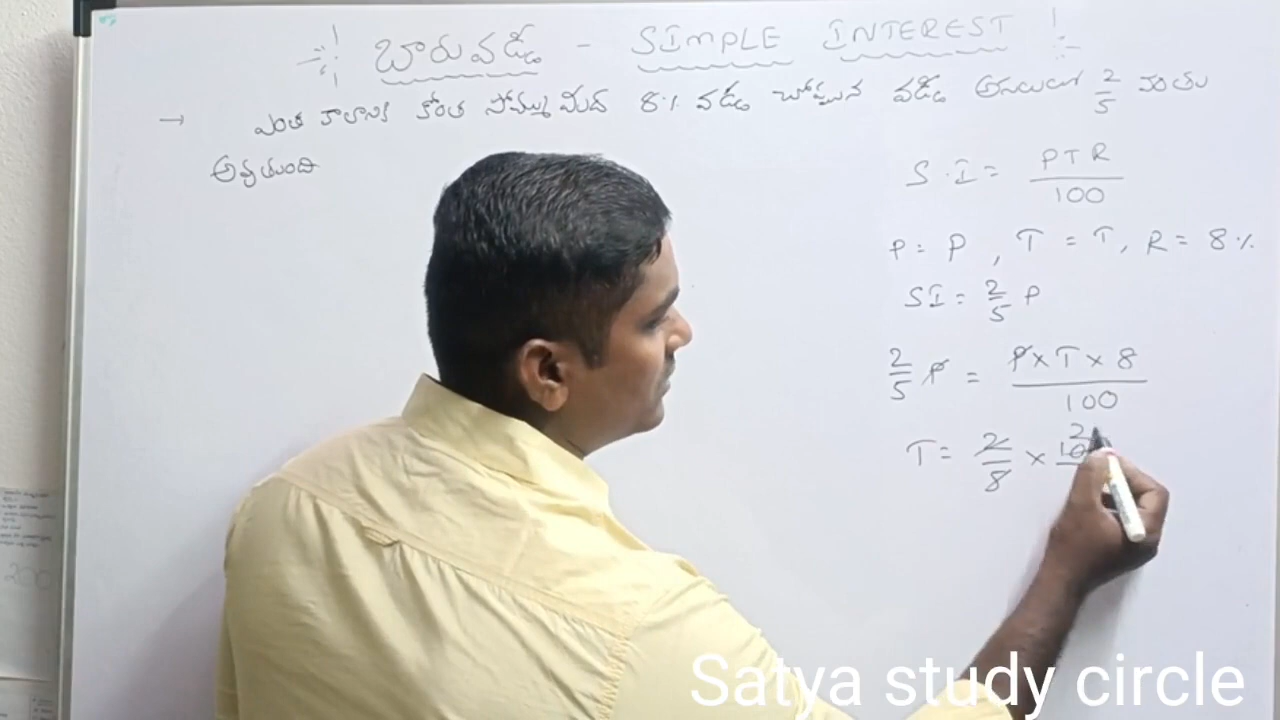 బారువడ్డీ - SIMPLE INTEREST !
→ ఎంత కాలానికి కొంత సొమ్ము మీద 8% వడ్డీ చొప్పున వడ్డీ అసలులో 2/5 వంతు
అవుతుంది
S.I = PTR/100
P = P , T = T, R = 8%
SI = 2/5 P
2/5 P = P × T × 8/100
T = 2/8 ×
200
Satya study circle